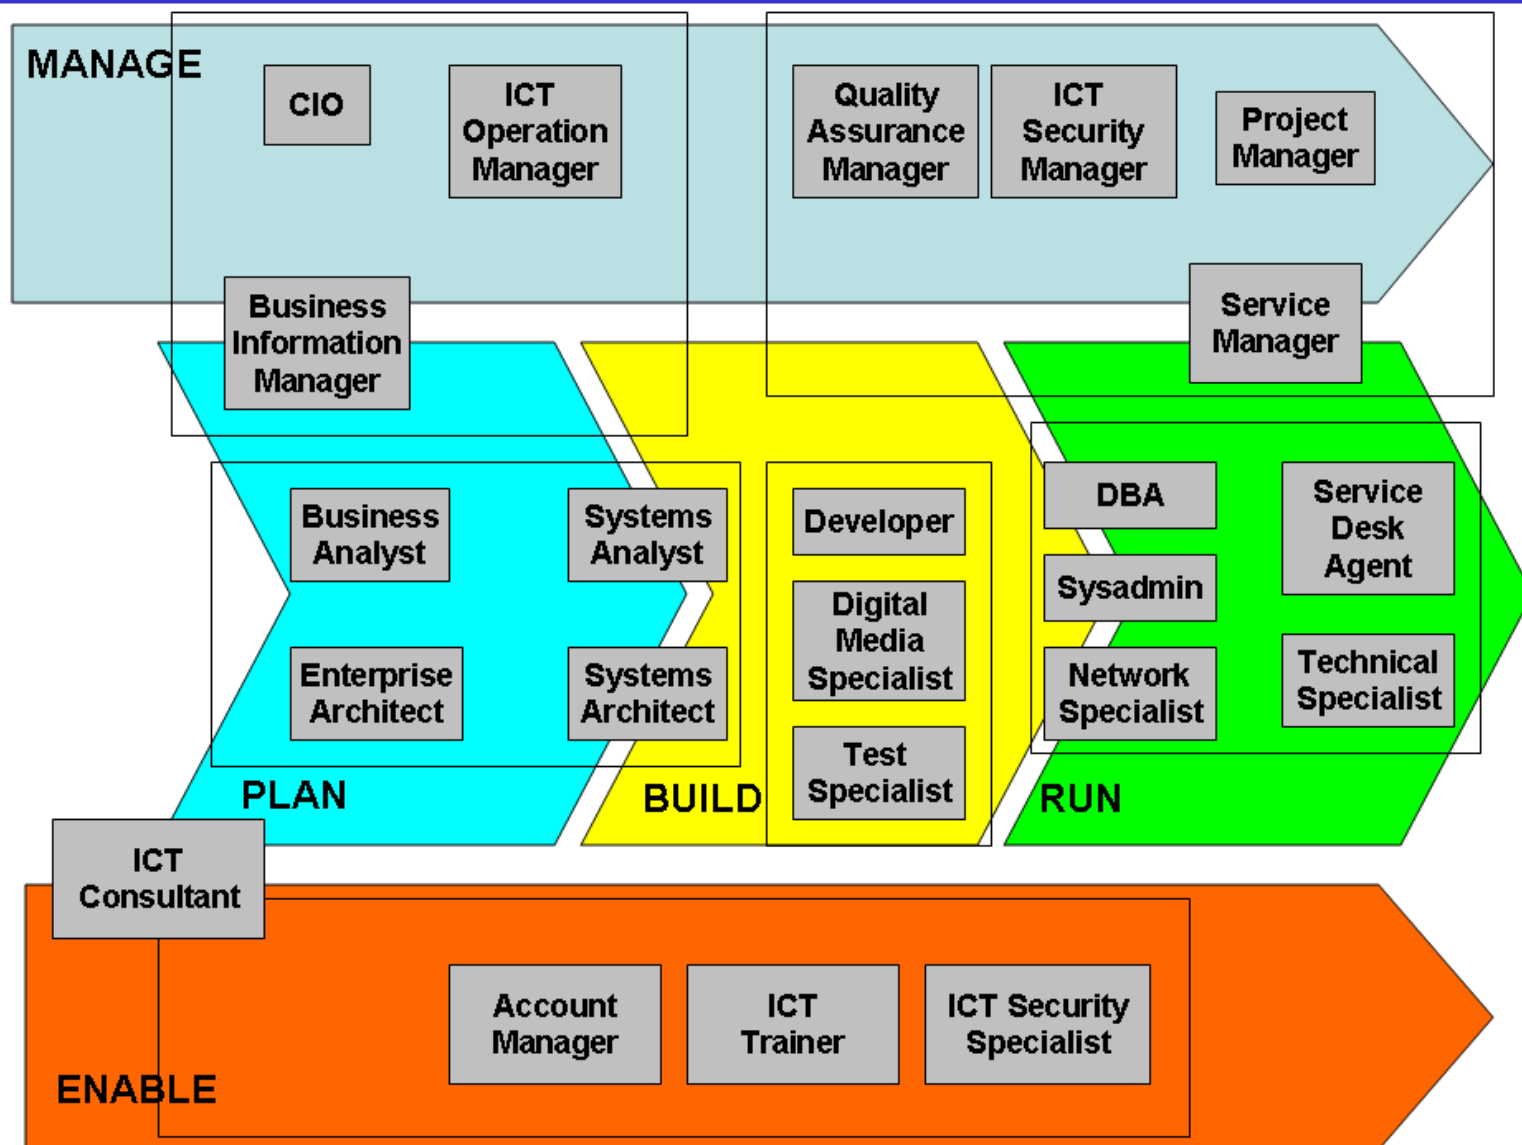 MANAGE
CIO
ICT
Operation
Manager
Quality
Assurance
Manager
ICT
Security
Manager
Project
Manager
Business
Information
Manager
Service
Manager
Business
Analyst
Systems
Analyst
Developer
DBA
Service
Desk
Agent
Sysadmin
Digital
Media
Specialist
Enterprise
Architect
Systems
Architect
Network
Specialist
Technical
Specialist
Test
Specialist
PLAN
BUILD
RUN
ICT
Consultant
Account
Manager
ICT
Trainer
ICT Security
Specialist
ENABLE